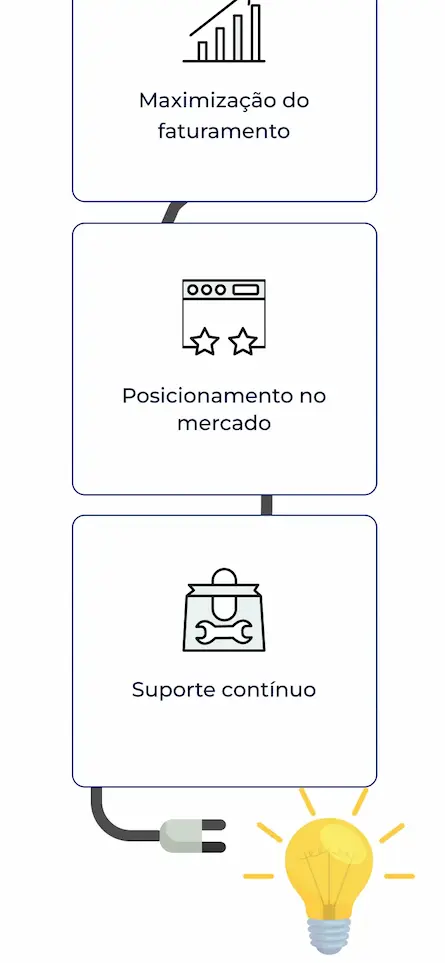 Maximização do
faturamento
Posicionamento no
mercado
Suporte contínuo